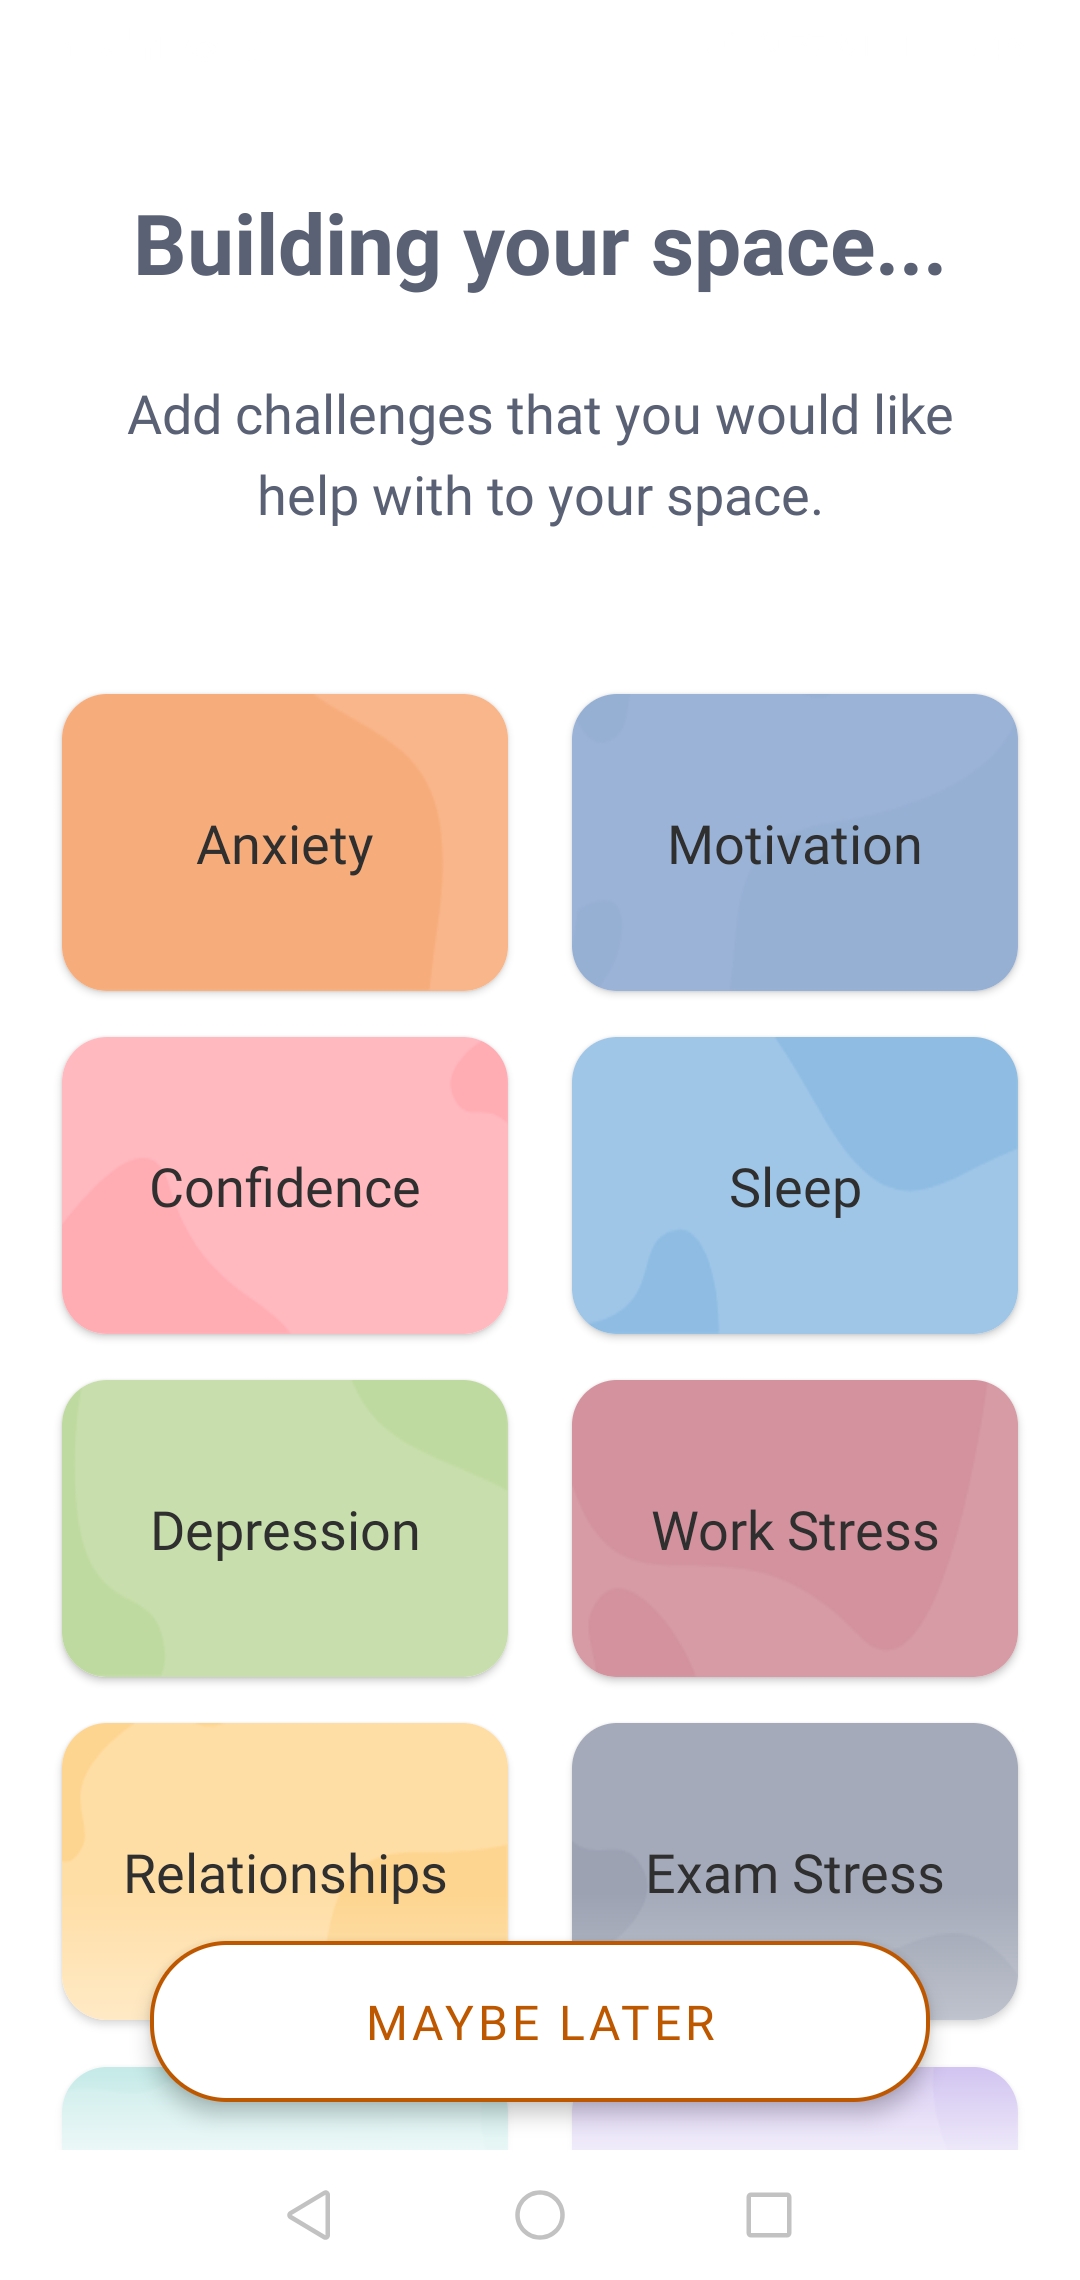 Building your space...
Add challenges that you would like
help with to your space.
Anxiety
Motivation
Confidence
Sleep
Depression
Work Stress
Relationships
Exam Stress
MAYBE LATER